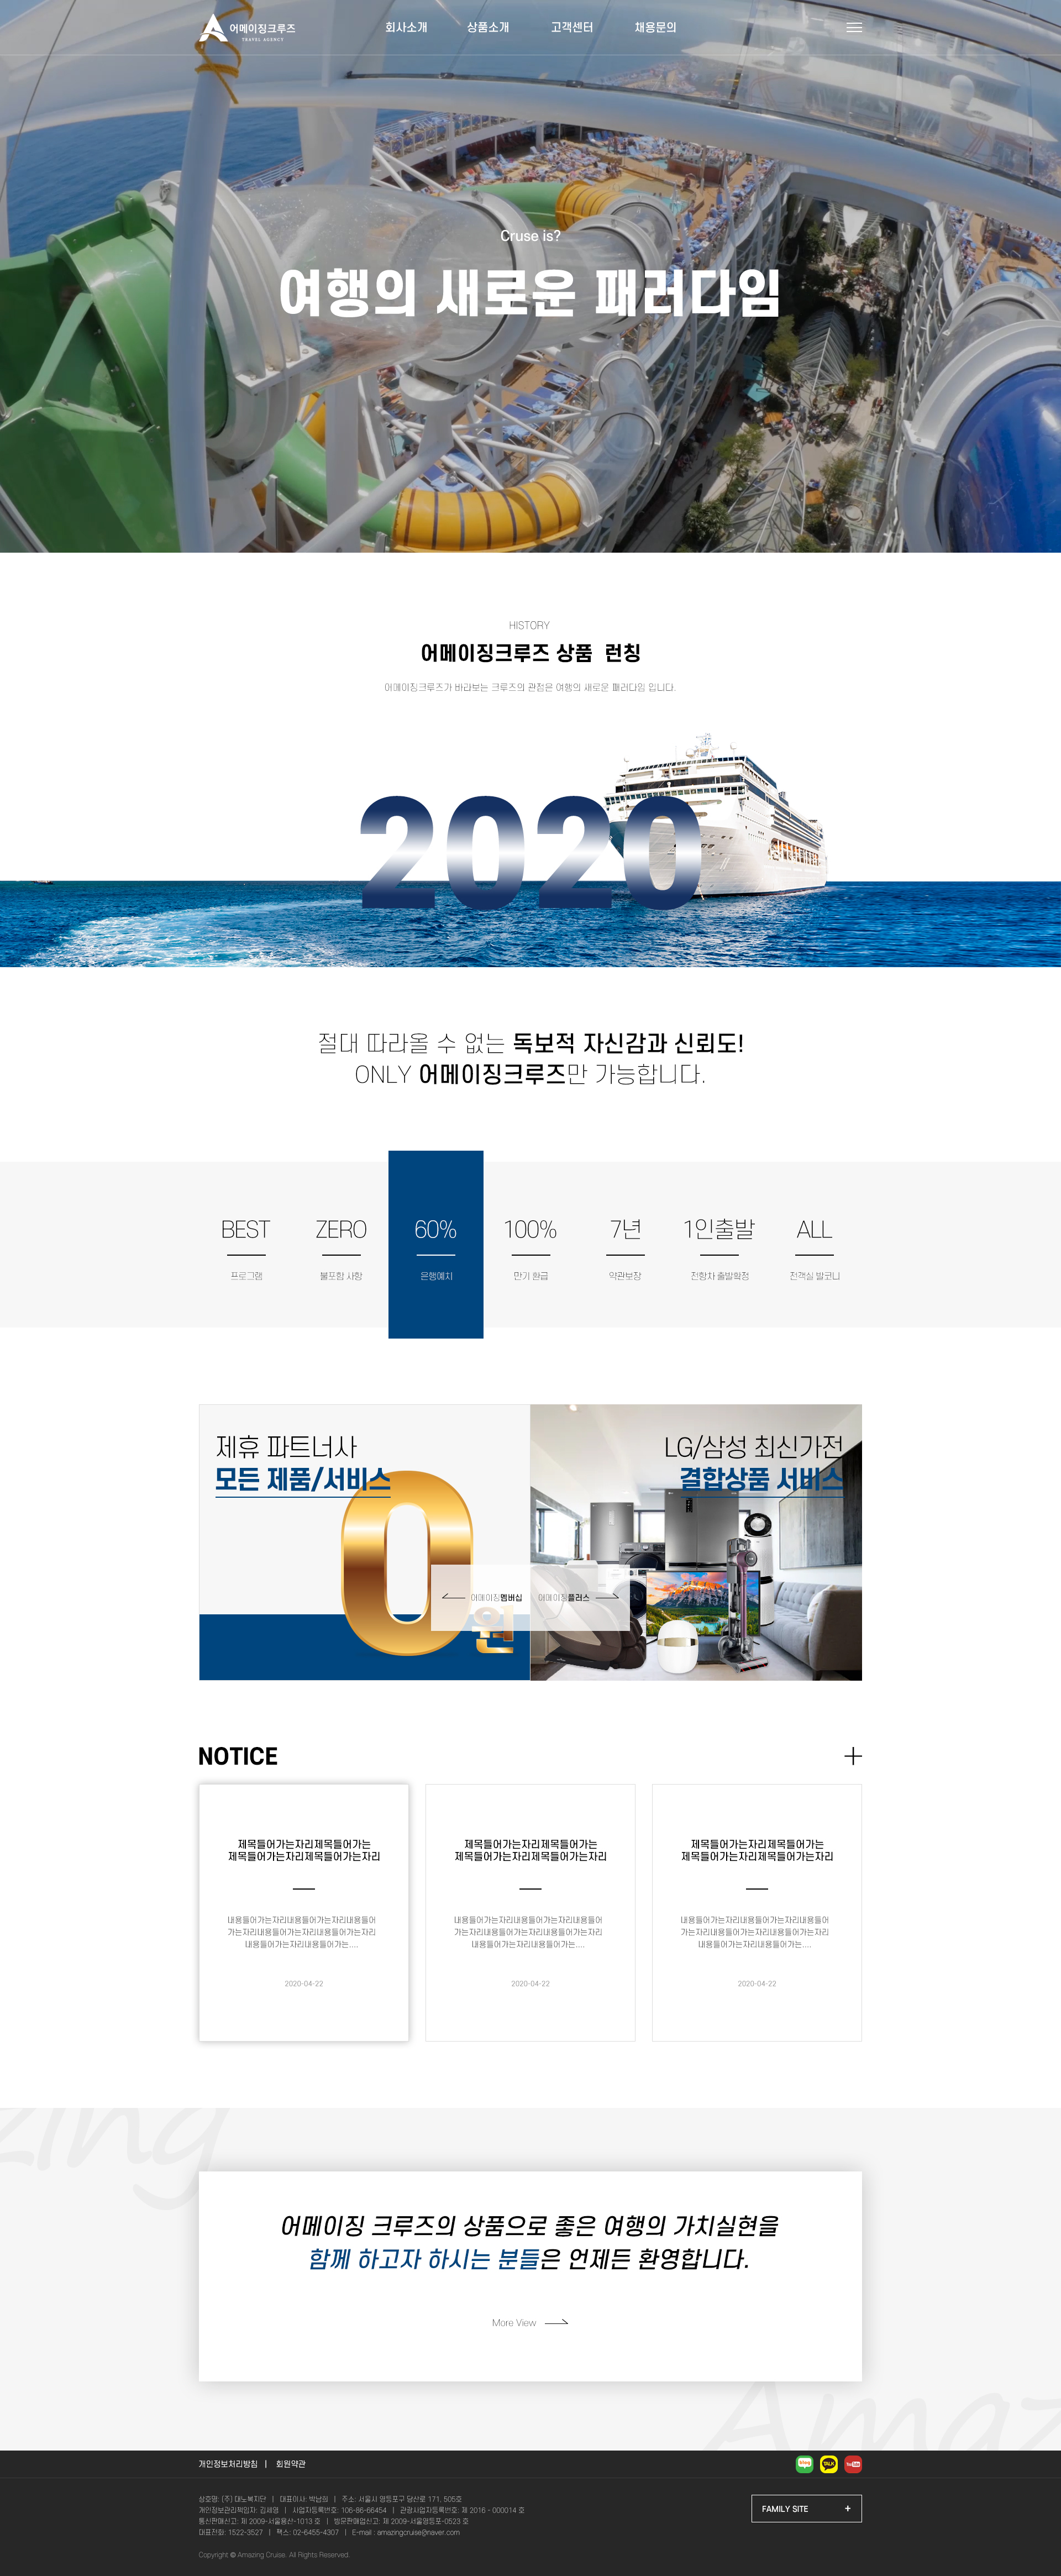 어메이징크루즈
TRAVEL AGENCY
회사소개
상품소개
고객센터
채용문의
Cruse is?
여행의 새로운 패러다임
HISTORY
어메이징크루즈 상품 런칭
어메이징크루즈가 바라보는 크루즈의 관점은 여행의 새로운 패러다임 입니다.
2020
절대 따라올 수 없는 독보적 자신감과 신뢰도!
ONLY 어메이징크루즈만 가능합니다.
BEST
프로그램
ZERO
불포함 사항
60%
은행예치
100%
만기 환급
7년
약관보장
1인출발
전항차 출발확정
ALL
전객실 발코니
제휴 파트너사
모든 제품/서비스
0원
LG/삼성 최신가전
결합상품 서비스
어메이징멤버십
어메이징플러스
NOTICE
제목들어가는자리제목들어가는
제목들어가는자리제목들어가는자리
내용들어가는자리내용들어가는자리내용들어
가는자리내용들어가는자리내용들어가는자리
내용들어가는자리내용들어가는....
2020-04-22
제목들어가는자리제목들어가는
제목들어가는자리제목들어가는자리
내용들어가는자리내용들어가는자리내용들어
가는자리내용들어가는자리내용들어가는자리
내용들어가는자리내용들어가는....
2020-04-22
제목들어가는자리제목들어가는
제목들어가는자리제목들어가는자리
내용들어가는자리내용들어가는자리내용들어
가는자리내용들어가는자리내용들어가는자리
내용들어가는자리내용들어가는....
2020-04-22
zing
어메이징 크루즈의 상품으로 좋은 여행의 가치실현을
함께 하고자 하시는 분들은 언제든 환영합니다.
More View
Amaz
개인정보처리방침 | 회원약관
blog
TALK
YouTube
상호명: (주) 대노복지단 | 대표이사: 박남희 | 주소: 서울시 영등포구 당산로 171, 505호
개인정보관리책임자: 김세영 | 사업자등록번호: 106-86-66454 | 관광사업자등록번호: 제 2016 - 000014 호
통신판매신고: 제 2009-서울용산-1013 호 | 방문판매업신고: 제 2009-서울영등포-0523 호
대표전화: 1522-3527 | 팩스: 02-6455-4307 | E-mail : amazingcruise@naver.com
Copyright © Amazing Cruise. All Rights Reserved.
FAMILY SITE +